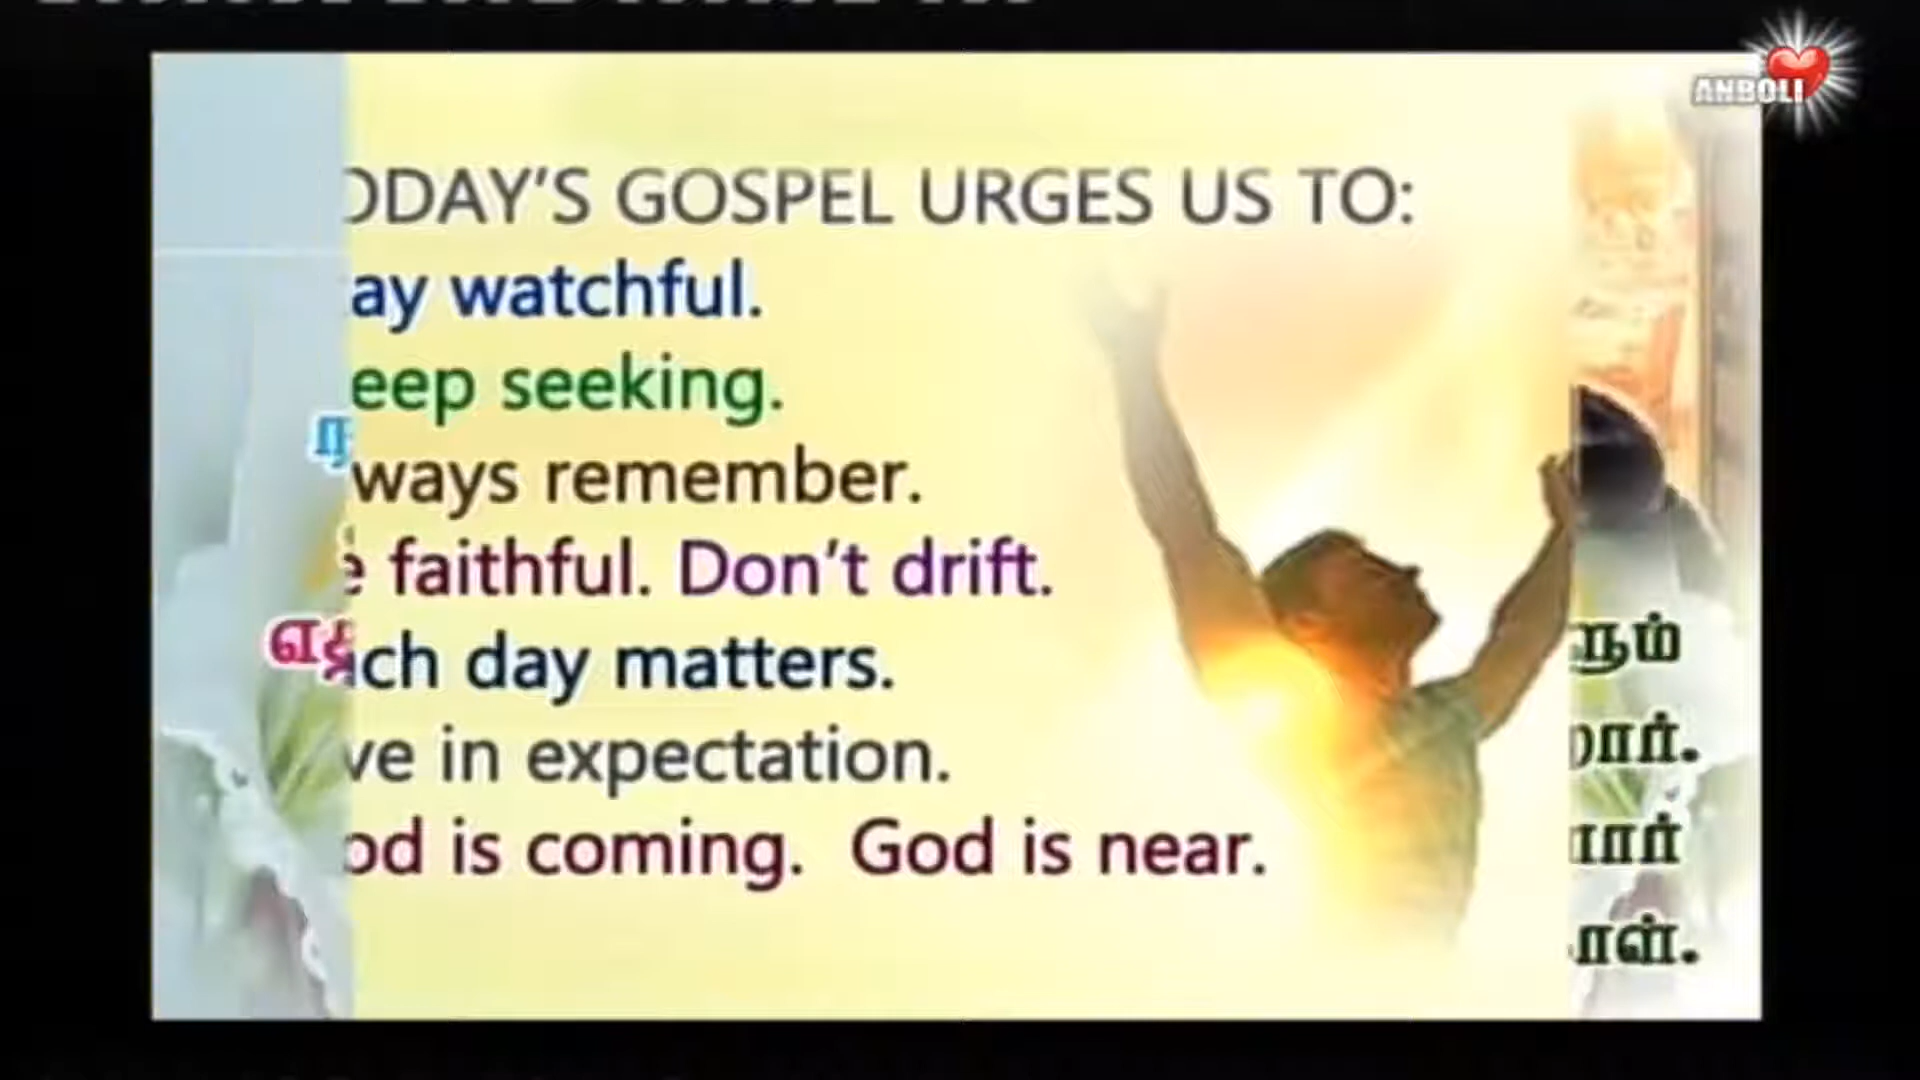 ANBOLI
ODAY'S GOSPEL URGES US TO:
ay watchful.
eep seeking.
ways remember.
e faithful. Don't drift.
ach day matters.
ve in expectation.
od is coming. God is near.